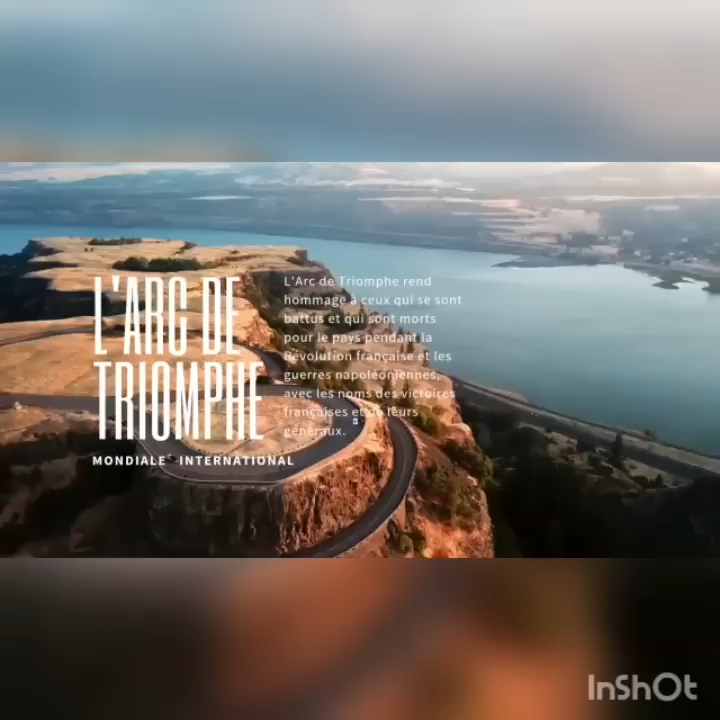 L'ARC DE
TRIOMPHE
MONDIALE INTERNATIONAL
L'Arc de Triomphe rend
hommage à ceux qui se sont
battus et qui sont morts
pour le pays pendant la
Révolution française et les
guerres napoléoniennes,
avec les noms des victoires
françaises et de leurs
généraux.
InShOt